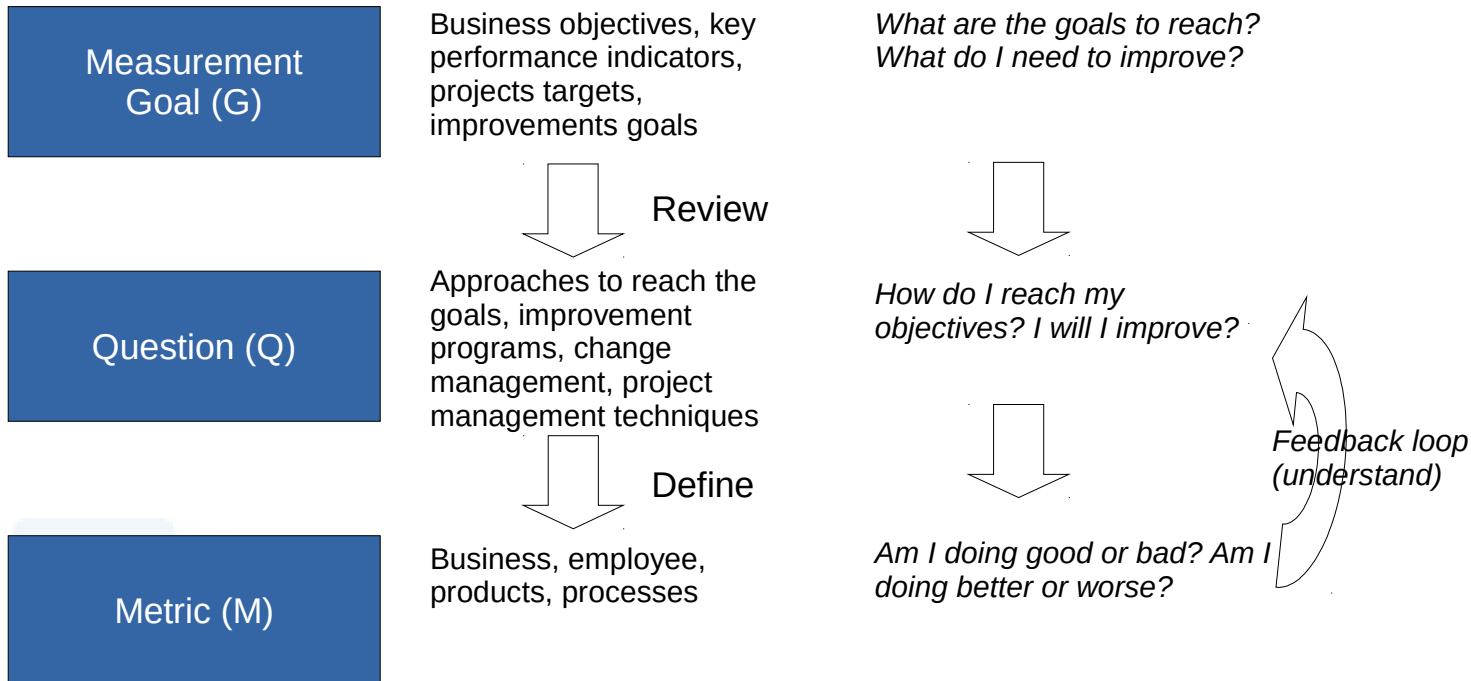 Measurement
Goal (G)
Business objectives, key
performance indicators,
projects targets,
improvements goals
What are the goals to reach?
What do I need to improve?
Review
Question (Q)
Approaches to reach the
goals, improvement
programs, change
management, project
management techniques
How do I reach my
objectives? I will I improve?
Define
Feedback loop
(understand)
Metric (M)
Business, employee,
products, processes
Am I doing good or bad? Am I
doing better or worse?